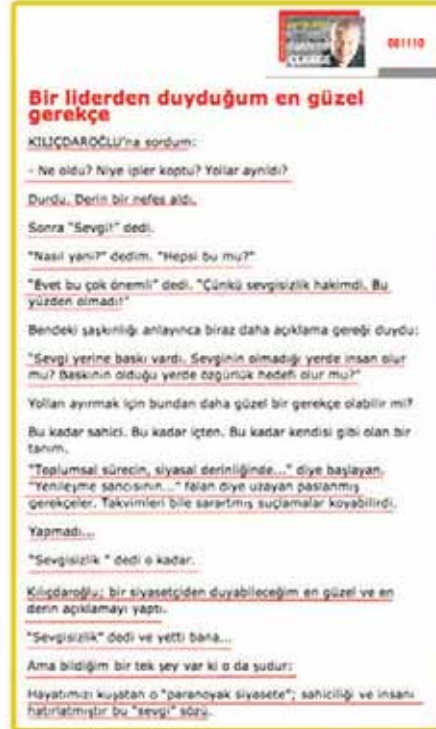 081110
Bir liderden duyduğum en güzel
gerekçe
KILIÇDAROĞLU'na sordum:
- Ne oldu? Niye ipler koptu? Yollar ayrıldı?
Durdu. Derin bir nefes aldı.
Sonra "Sevgi!" dedi.
"Nasıl yani?" dedim. "Hepsi bu mu?"
"Evet bu çok önemli" dedi. "Çünkü sevgisizlik hakimdi. Bu
yüzden olmadı!"
Bendeki şaşkınlığı anlayınca biraz daha açıklama gereği duydu:
"Sevgi yerine baskı vardı. Sevginin olmadığı yerde insan olur
mu? Baskının olduğu yerde özgürlük hedefi olur mu?"
Yolları ayırmak için bundan daha güzel bir gerekçe olabilir mi?
Bu kadar sahici. Bu kadar içten. Bu kadar kendisi gibi olan bir
tanım.
"Toplumsal sürecin, siyasal derinliğinde..." diye başlayan,
"Yenileşme sancısının..." falan diye uzayan paslanmış
gerekçeler. Takvimleri bile sarartmış suçlamalar koyabilirdi.
Yapmadı...
"Sevgisizlik " dedi o kadar.
Kılıçdaroğlu; bir siyasetçiden duyabileceğim en güzel ve en
derin açıklamayı yaptı.
"Sevgisizlik" dedi ve yetti bana...
Ama bildiğim bir tek şey var ki o da şudur:
Hayatımızı kuşatan o "paranoyak siyasete"; sahiciliği ve insanı
hatırlatmıştır bu "sevgi" sözü.